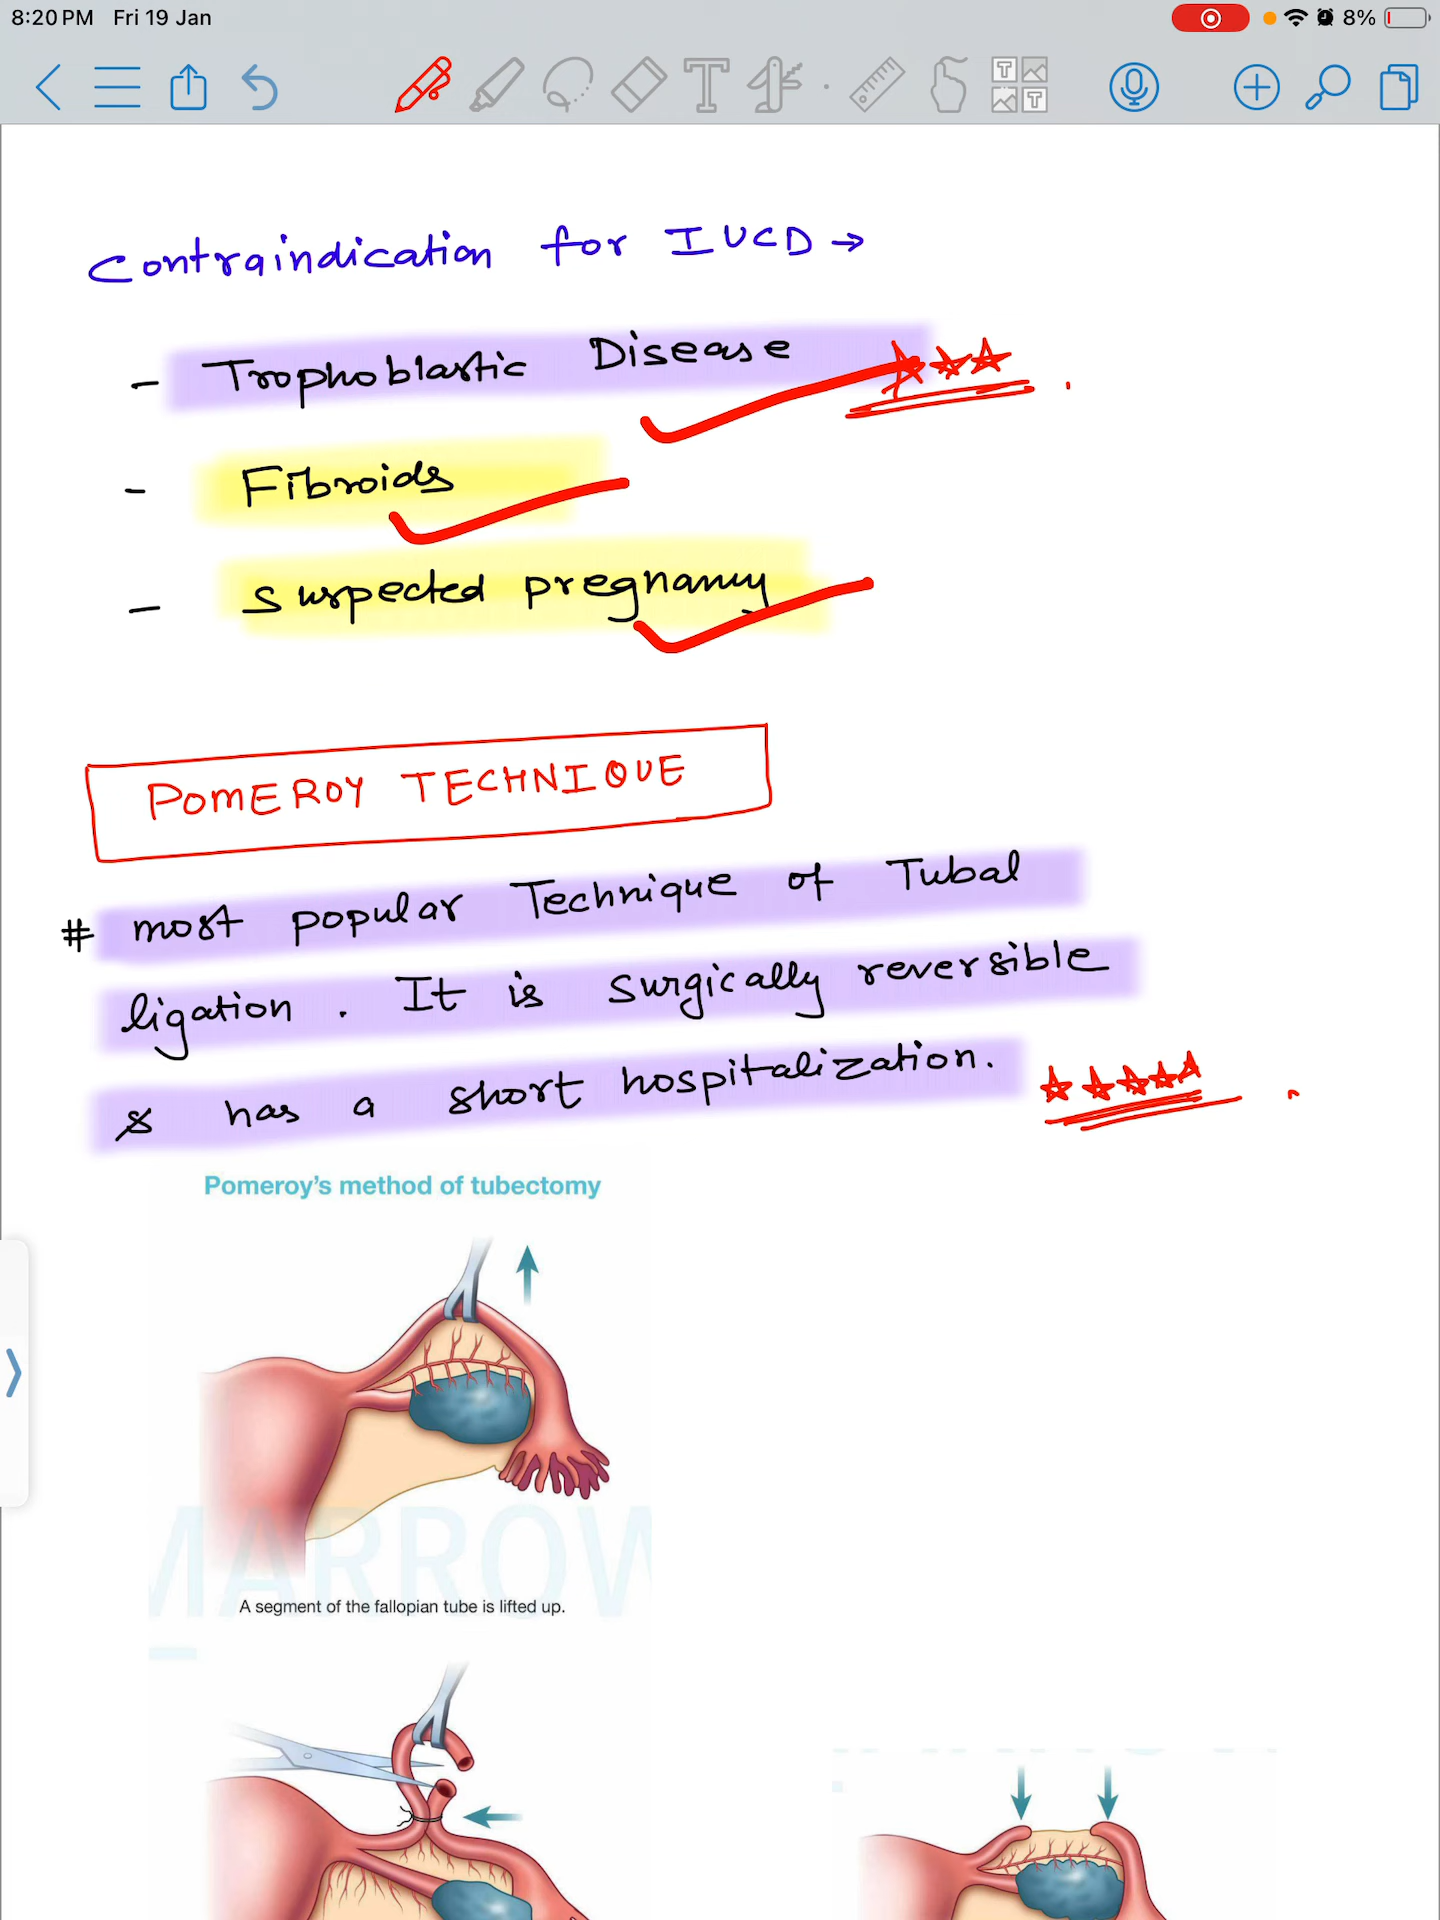 8:20 PM Fri 19 Jan
8%
Contraindication for IUCD →
- Trophoblastic Disease
- Fibroids
- suspected pregnancy
POMEROY TECHNIQUE
# most popular Technique of Tubal
ligation. It is surgically reversible
& has a short hospitalization.
Pomeroy's method of tubectomy
MARROW
A segment of the fallopian tube is lifted up.